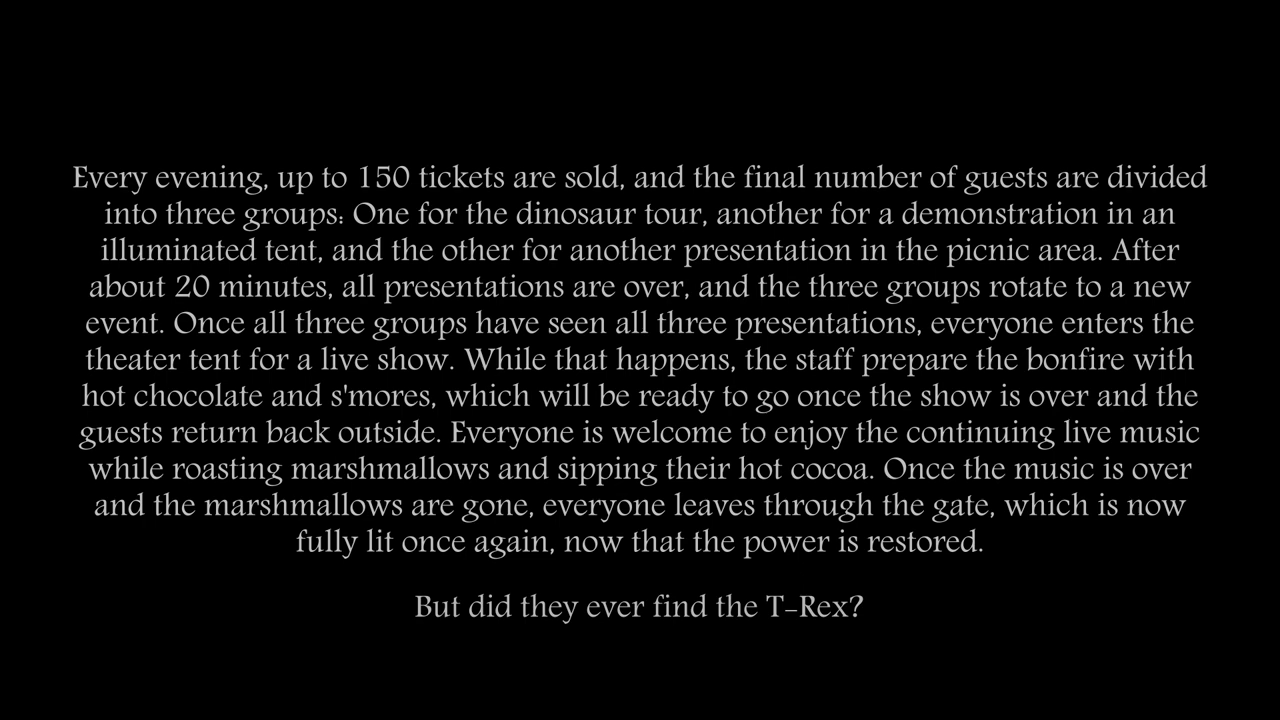 Every evening, up to 150 tickets are sold, and the final number of guests are divided
into three groups: One for the dinosaur tour, another for a demonstration in an
illuminated tent, and the other for another presentation in the picnic area. After
about 20 minutes, all presentations are over, and the three groups rotate to a new
event. Once all three groups have seen all three presentations, everyone enters the
theater tent for a live show. While that happens, the staff prepare the bonfire with
hot chocolate and s'mores, which will be ready to go once the show is over and the
guests return back outside. Everyone is welcome to enjoy the continuing live music
while roasting marshmallows and sipping their hot cocoa. Once the music is over
and the marshmallows are gone, everyone leaves through the gate, which is now
fully lit once again, now that the power is restored.
But did they ever find the T-Rex?